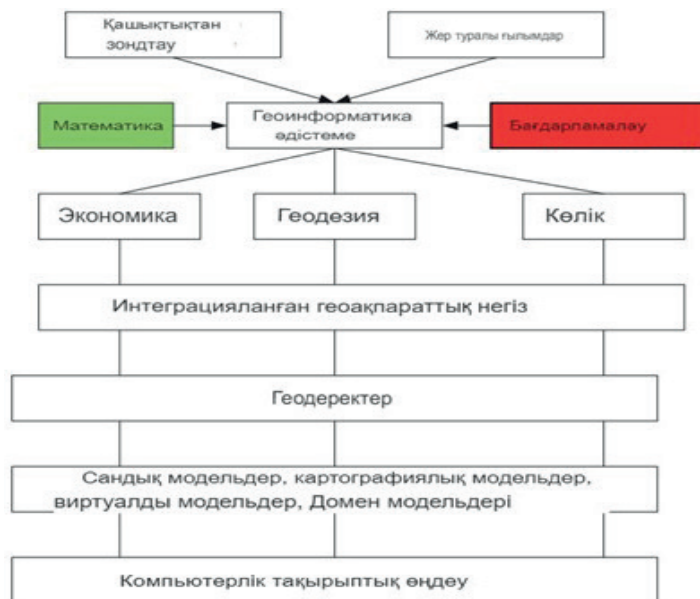 Қашықтықтан
зондтау
Жер туралы ғылымдар
Математика
Геоинформатика
әдістеме
Бағдарламалау
Экономика
Геодезия
Көлік
Интеграцияланған геоақпараттық негіз
Геодеректер
Сандық модельдер, картографиялық модельдер,
виртуалды модельдер, Домен модельдері
Компьютерлік тақырыптық өңдеу